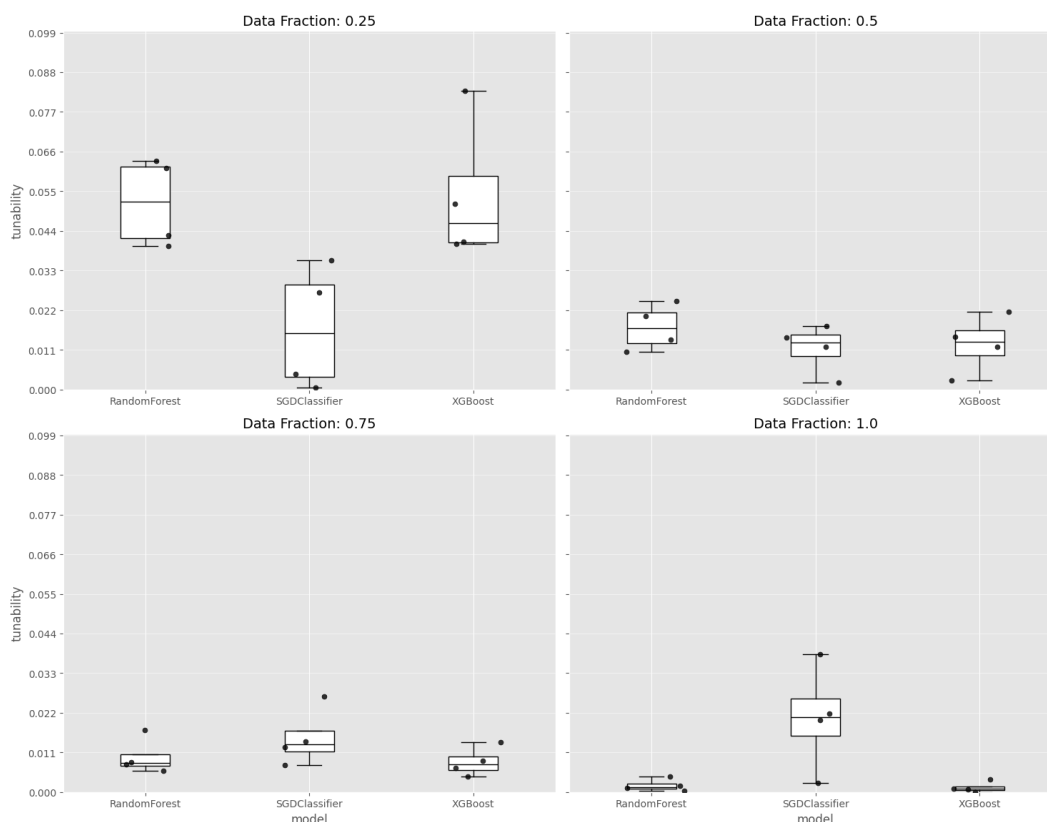 Data Fraction: 0.25
Data Fraction: 0.5
0.099
0.088
0.077
0.066
0.055
0.044
0.033
0.022
0.011
0.000
tunability
RandomForest SGDClassifier XGBoost
RandomForest SGDClassifier XGBoost
Data Fraction: 0.75
Data Fraction: 1.0
0.099
0.088
0.077
0.066
0.055
0.044
0.033
0.022
0.011
0.000
tunability
RandomForest SGDClassifier XGBoost
model
RandomForest SGDClassifier XGBoost
model